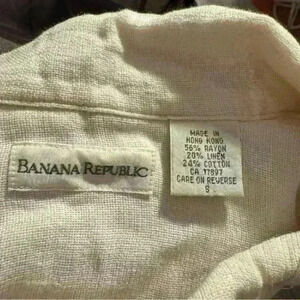 BANANA REPUBLIC
MADE IN
HONG KONG
56% RAYON
20% LINEN
24% COTTON
CA 17897
CARE ON REVERSE
S